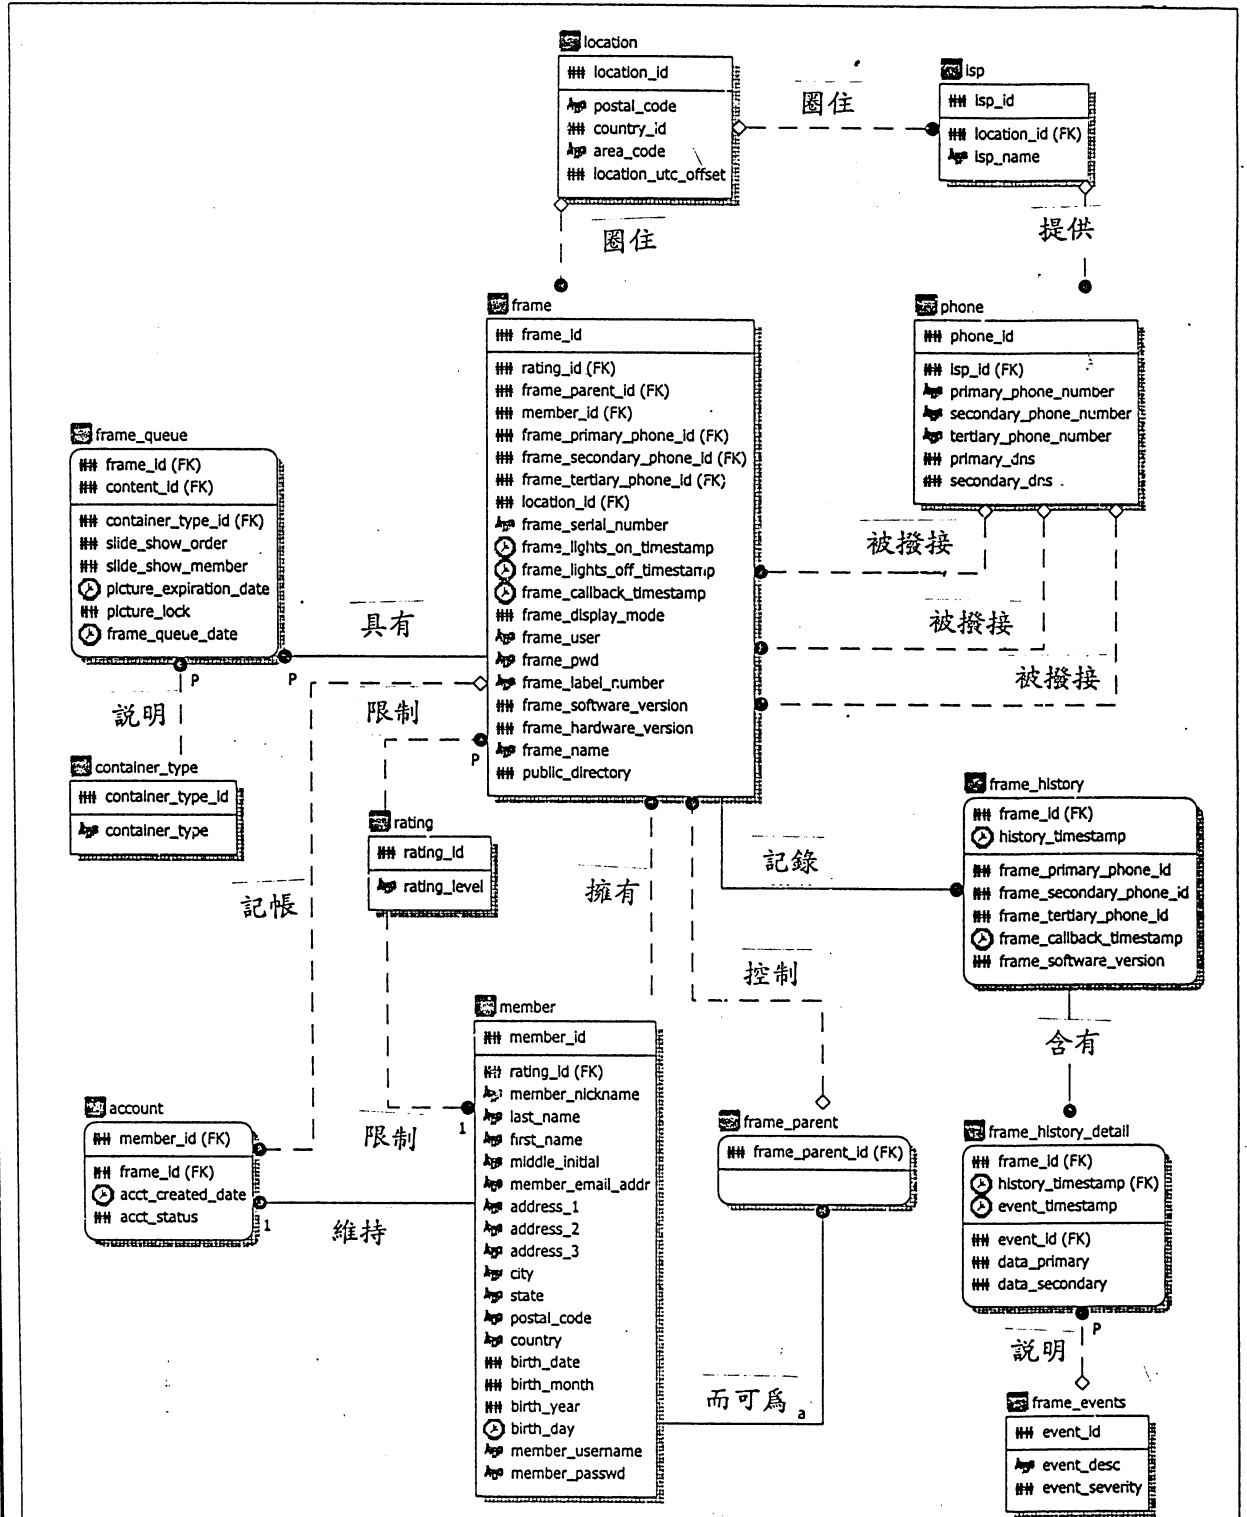 location
location_id
postal_code
country_id
area_code
location_utc_offset
圈住
isp
isp_id
location_id (FK)
isp_name
圈住
提供
frame
frame_id
rating_id (FK)
frame_parent_id (FK)
member_id (FK)
frame_primary_phone_id (FK)
frame_secondary_phone_id (FK)
frame_tertiary_phone_id (FK)
location_id (FK)
frame_serial_number
frame_lights_on_timestamp
frame_lights_off_timestamp
frame_callback_timestamp
frame_display_mode
frame_user
frame_pwd
frame_label_number
frame_software_version
frame_hardware_version
frame_name
public_directory
phone
phone_id
isp_id (FK)
primary_phone_number
secondary_phone_number
tertiary_phone_number
primary_dns
secondary_dns
被撥接
被撥接
被撥接
frame_queue
frame_id (FK)
content_id (FK)
container_type_id (FK)
slide_show_order
slide_show_member
picture_expiration_date
picture_lock
frame_queue_date
具有
P
P
說明
限制
P
container_type
container_type_id
container_type
rating
rating_id
rating_level
記帳
擁有
記錄
控制
frame_history
frame_id (FK)
history_timestamp
frame_primary_phone_id
frame_secondary_phone_id
frame_tertiary_phone_id
frame_callback_timestamp
frame_software_version
含有
member
member_id
rating_id (FK)
member_nickname
last_name
first_name
middle_initial
member_email_addr
address_1
address_2
address_3
city
state
postal_code
country
birth_date
birth_month
birth_year
birth_day
member_username
member_passwd
account
member_id (FK)
frame_id (FK)
acct_created_date
acct_status
1
維持
限制
1
frame_parent
frame_parent_id (FK)
而可爲
a
frame_history_detail
frame_id (FK)
history_timestamp (FK)
event_timestamp
event_id (FK)
data_primary
data_secondary
P
說明
frame_events
event_id
event_desc
event_severity